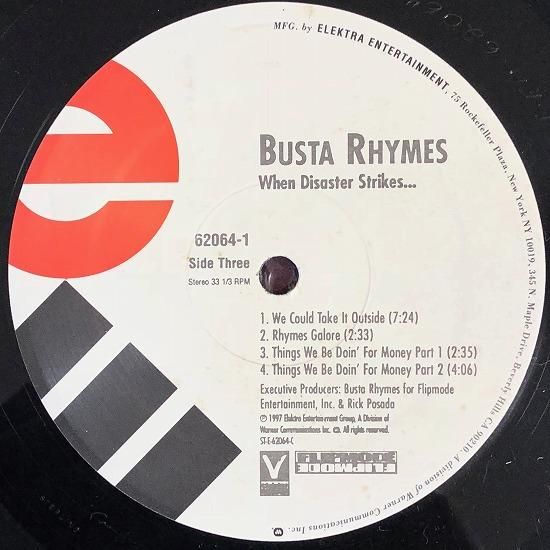 MFG. by ELEKTRA ENTERTAINMENT, 75 Rockefeller Plaza, New York NY 10019, 345 N. Maple Drive, Beverly Hills CA 90210. A division of Warner Communications Inc.
e
BUSTA RHYMES
When Disaster Strikes...
62064-1
Side Three
Stereo 33 1/3 RPM
1. We Could Take It Outside (7:24)
2. Rhymes Galore (2:33)
3. Things We Be Doin' For Money Part 1 (2:35)
4. Things We Be Doin' For Money Part 2 (4:06)
Executive Producers: Busta Rhymes for Flipmode
Entertainment, Inc. & Rick Posada
℗ 1997 Elektra Entertainment Group, A Division of
Warner Communications Inc. All rights reserved.
ST-E-62064-C
FLIPMODE
FLIPMODE